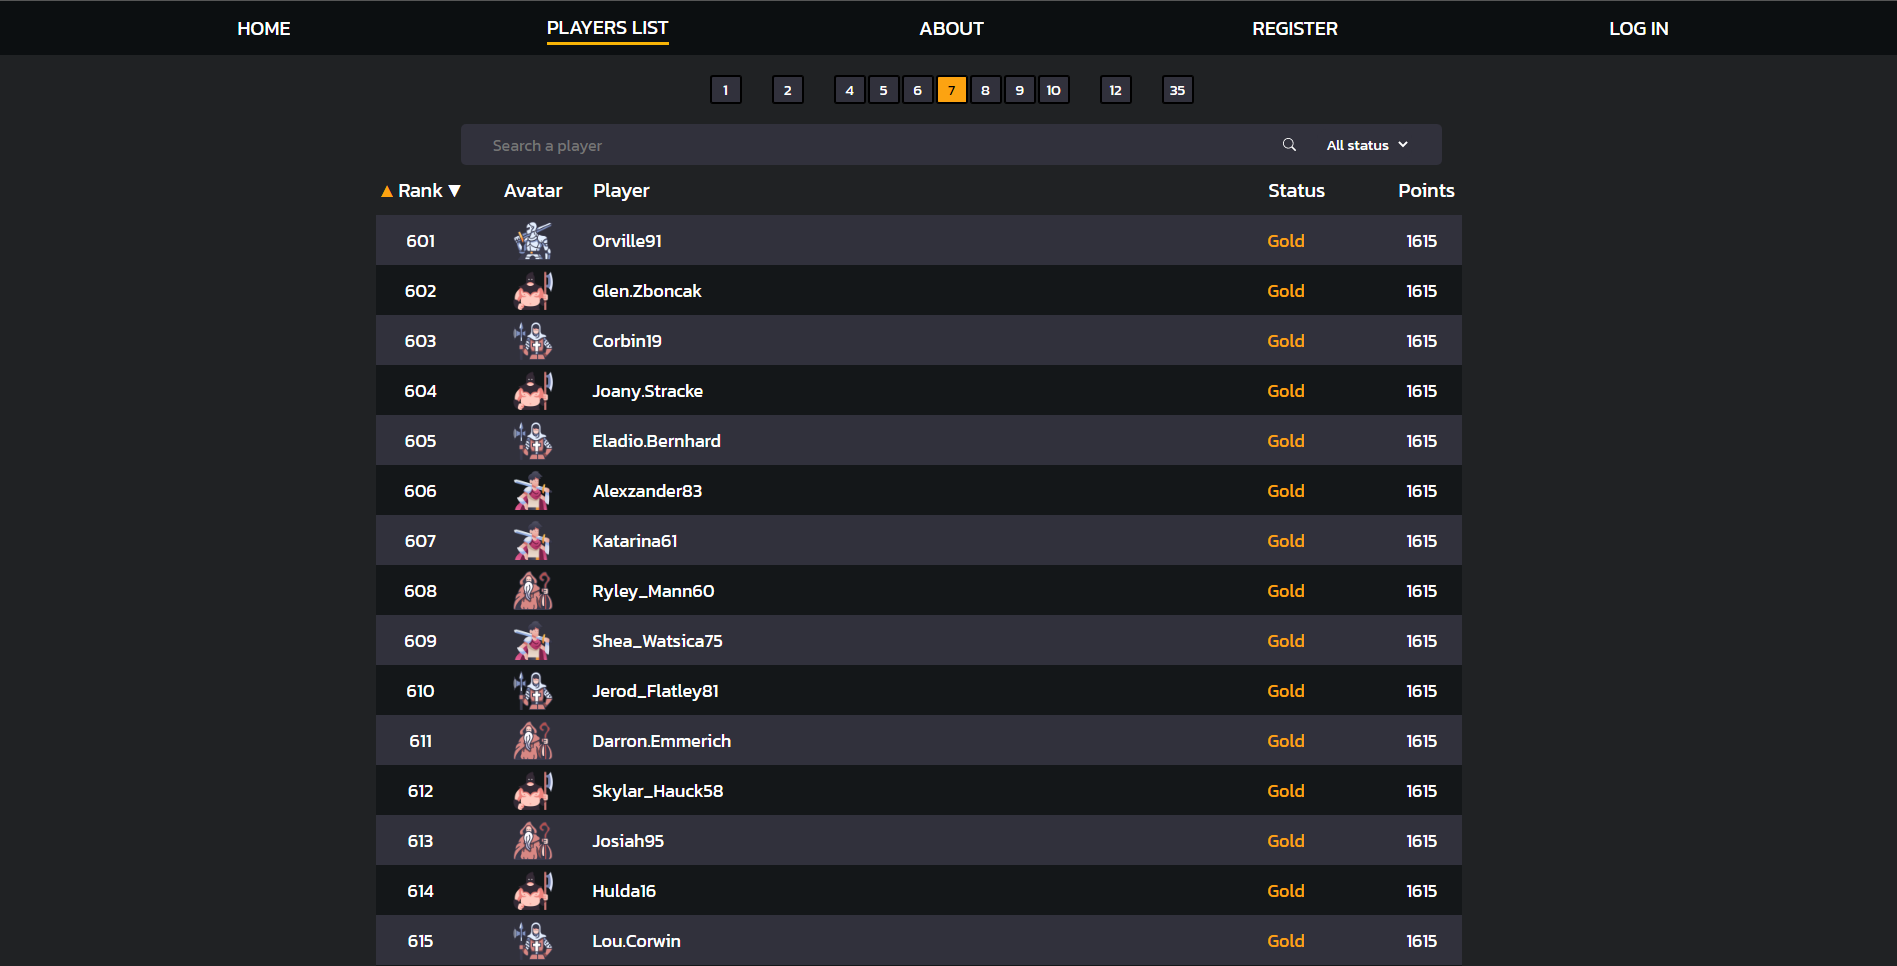 HOME PLAYERS LIST ABOUT REGISTER LOG IN
1 2 4 5 6 7 8 9 10 12 35
Search a player All status
▲ Rank ▼ Avatar Player Status Points
601 Orville91 Gold 1615
602 Glen.Zboncak Gold 1615
603 Corbin19 Gold 1615
604 Joany.Stracke Gold 1615
605 Eladio.Bernhard Gold 1615
606 Alexzander83 Gold 1615
607 Katarina61 Gold 1615
608 Ryley_Mann60 Gold 1615
609 Shea_Watsica75 Gold 1615
610 Jerod_Flatley81 Gold 1615
611 Darron.Emmerich Gold 1615
612 Skylar_Hauck58 Gold 1615
613 Josiah95 Gold 1615
614 Hulda16 Gold 1615
615 Lou.Corwin Gold 1615